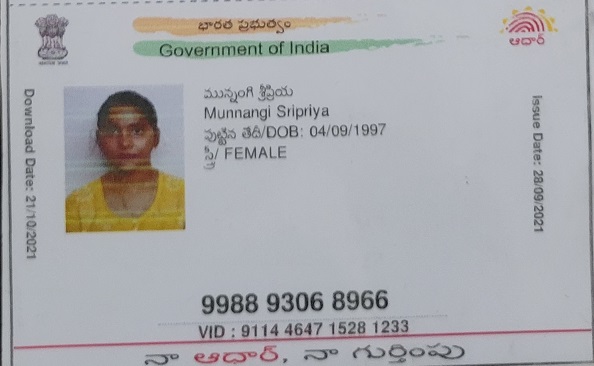 భారత ప్రభుత్వం
Government of India
ఆధార్
Download Date: 21/10/2021
మున్నంగి శ్రీప్రియ
Munnangi Sripriya
పుట్టిన తేదీ/DOB: 04/09/1997
స్త్రీ/ FEMALE
Issue Date: 28/09/2021
9988 9306 8966
VID : 9114 4647 1528 1233
నా ఆధార్, నా గుర్తింపు